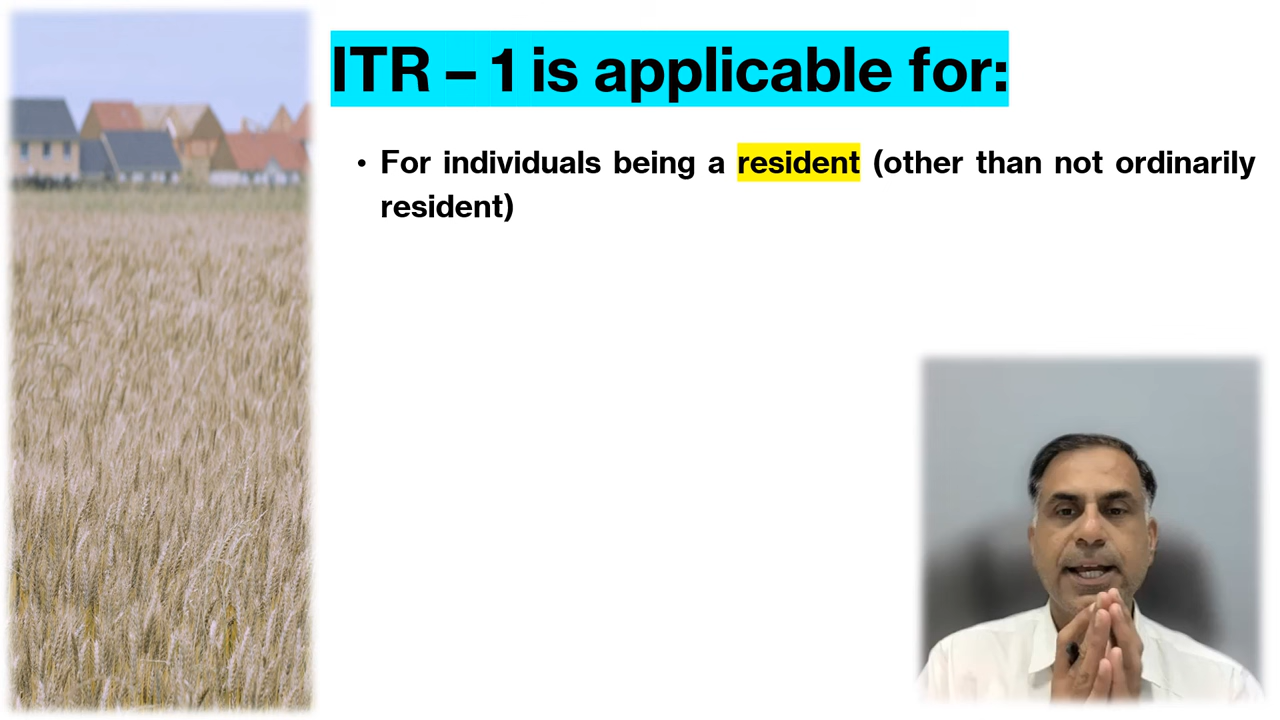 ITR – 1 is applicable for:
• For individuals being a resident (other than not ordinarily
resident)